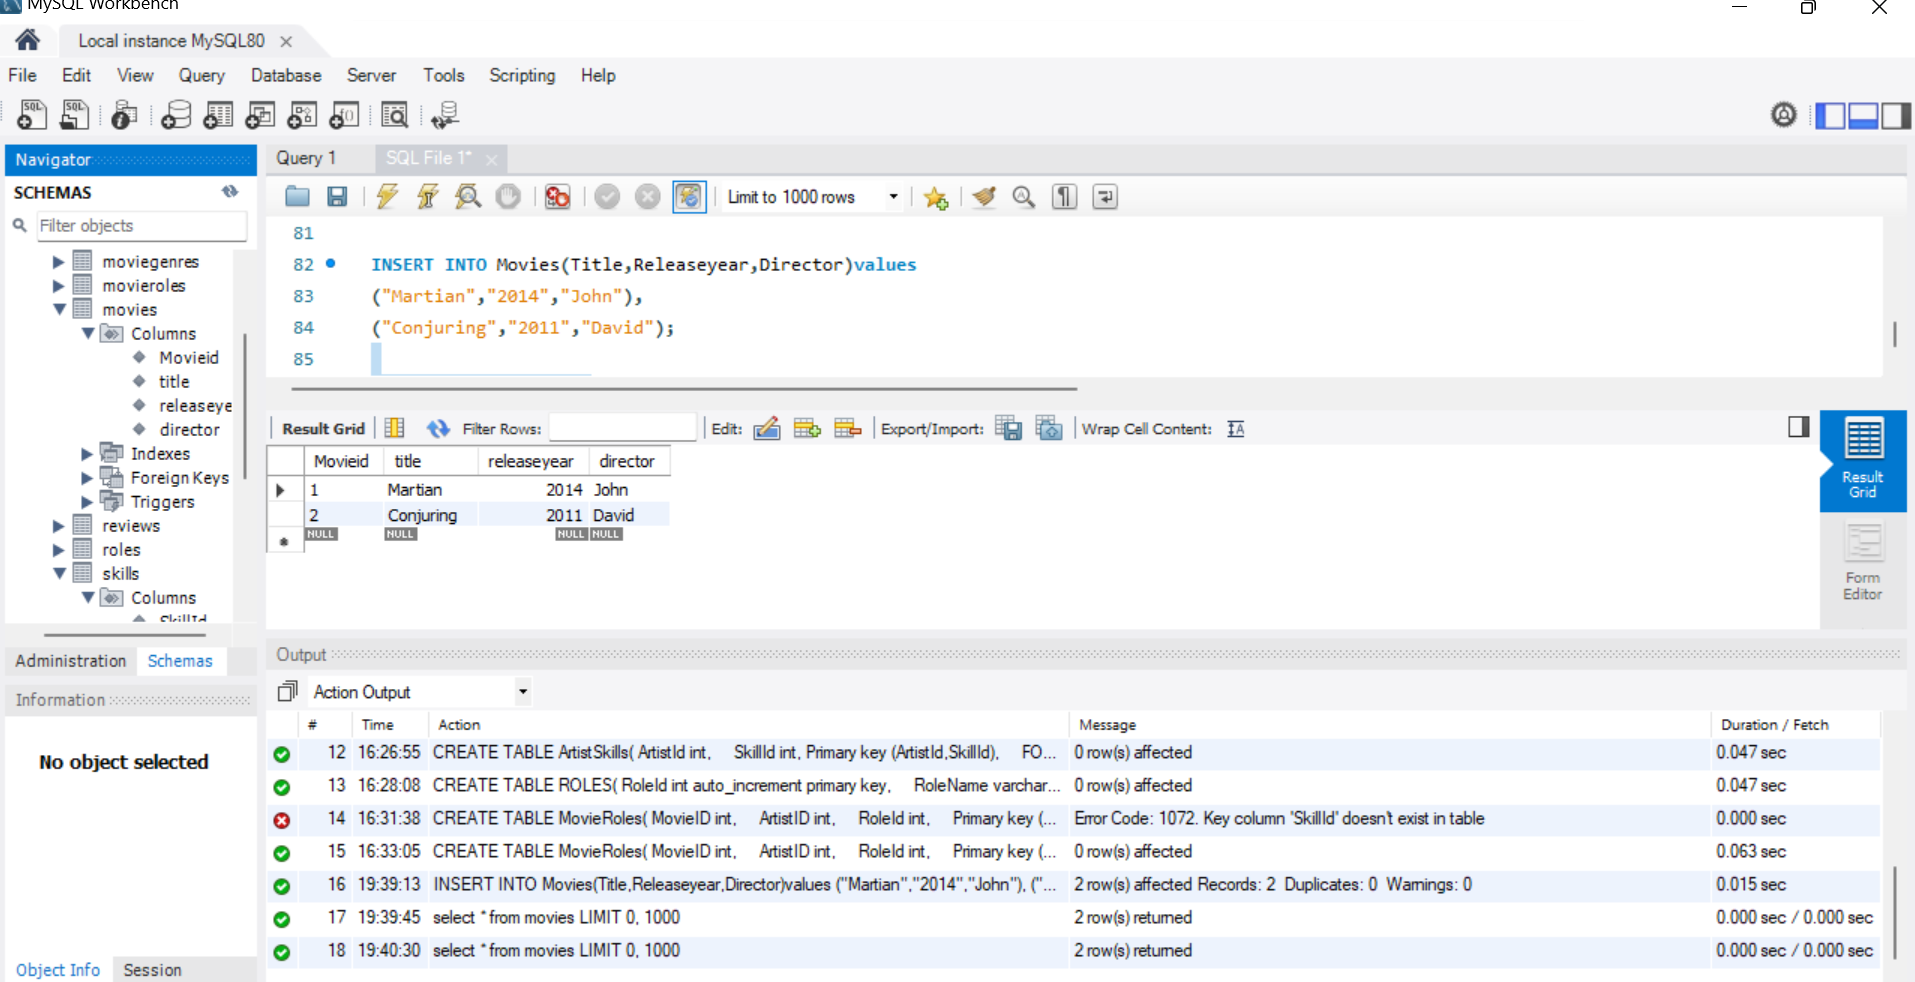 MySQL Workbench
Local instance MySQL80
File Edit View Query Database Server Tools Scripting Help
Navigator
SCHEMAS
Filter objects
moviegenres
movieroles
movies
Columns
Movieid
title
releaseye
director
Indexes
Foreign Keys
Triggers
reviews
roles
skills
Columns
SkillId
Administration Schemas
Information
No object selected
Object Info Session
Query 1 SQL File 1*
Limit to 1000 rows
81
82 INSERT INTO Movies(Title,Releaseyear,Director)values
83 ("Martian","2014","John"),
84 ("Conjuring","2011","David");
85
Result Grid Filter Rows: Edit: Export/Import: Wrap Cell Content:
Movieid title releaseyear director
1 Martian 2014 John
2 Conjuring 2011 David
NULL NULL NULL NULL
Result
Grid
Form
Editor
Output
Action Output
# Time Action Message Duration / Fetch
12 16:26:55 CREATE TABLE ArtistSkills( ArtistId int, SkillId int, Primary key (ArtistId,SkillId), FO... 0 row(s) affected 0.047 sec
13 16:28:08 CREATE TABLE ROLES( RoleId int auto_increment primary key, RoleName varchar... 0 row(s) affected 0.047 sec
14 16:31:38 CREATE TABLE MovieRoles( MovieID int, ArtistID int, RoleId int, Primary key (... Error Code: 1072. Key column 'SkillId' doesn't exist in table 0.000 sec
15 16:33:05 CREATE TABLE MovieRoles( MovieID int, ArtistID int, RoleId int, Primary key (... 0 row(s) affected 0.063 sec
16 19:39:13 INSERT INTO Movies(Title,Releaseyear,Director)values ("Martian","2014","John"), ("... 2 row(s) affected Records: 2 Duplicates: 0 Warnings: 0 0.015 sec
17 19:39:45 select * from movies LIMIT 0, 1000 2 row(s) returned 0.000 sec / 0.000 sec
18 19:40:30 select * from movies LIMIT 0, 1000 2 row(s) returned 0.000 sec / 0.000 sec